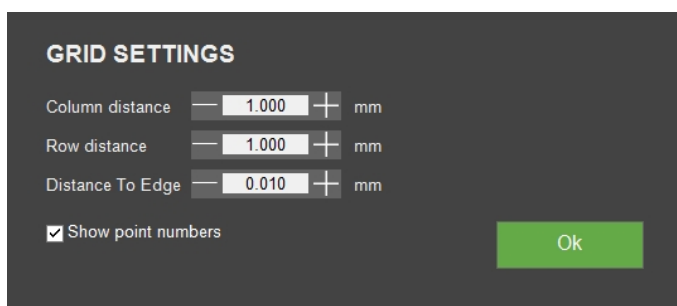 GRID SETTINGS
Column distance 1.000 mm
Row distance 1.000 mm
Distance To Edge 0.010 mm
Show point numbers
Ok